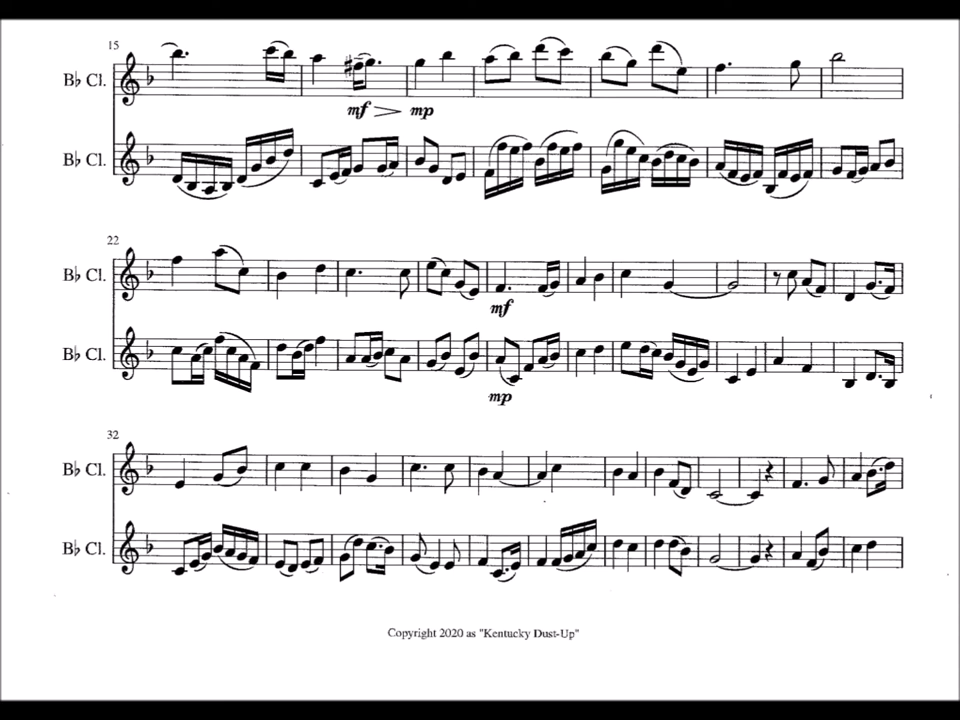 15
B♭ Cl.
mf mp
B♭ Cl.
22
B♭ Cl.
mf
B♭ Cl.
mp
32
B♭ Cl.
B♭ Cl.
Copyright 2020 as "Kentucky Dust-Up"